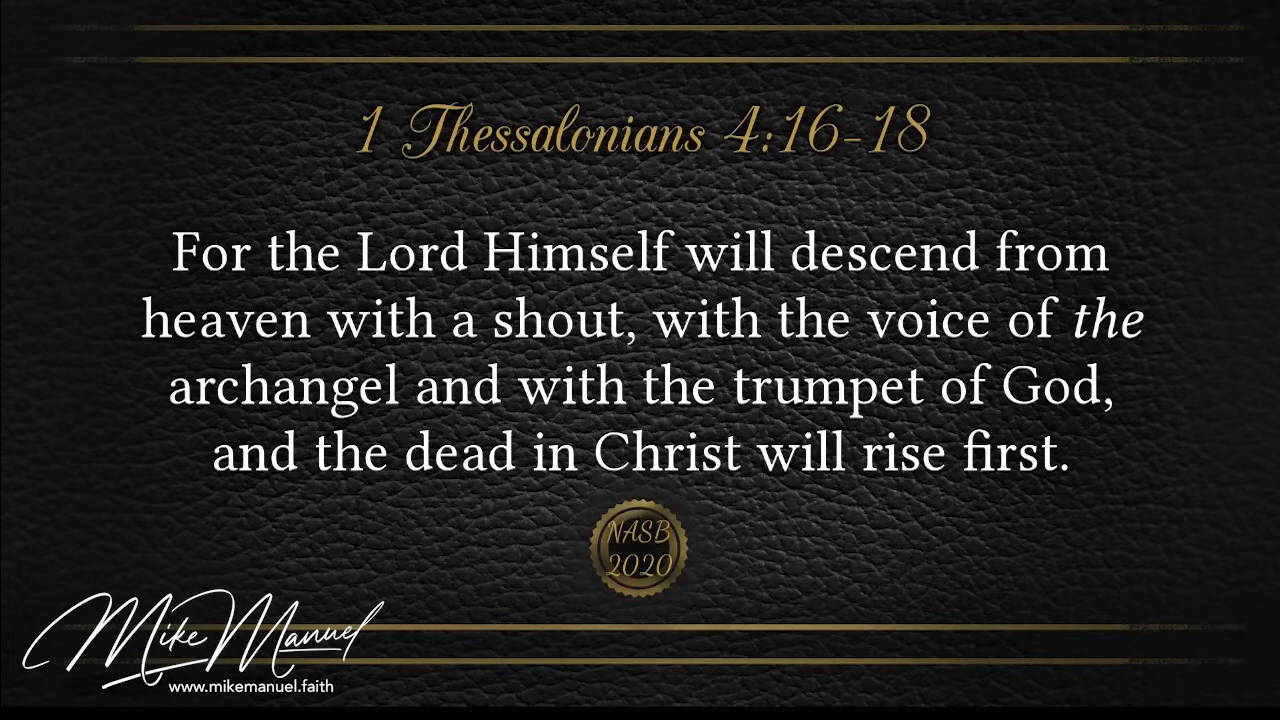 1 Thessalonians 4:16-18
For the Lord Himself will descend from
heaven with a shout, with the voice of the
archangel and with the trumpet of God,
and the dead in Christ will rise first.
NASB
2020
Mike Manuel
www.mikemanuel.faith